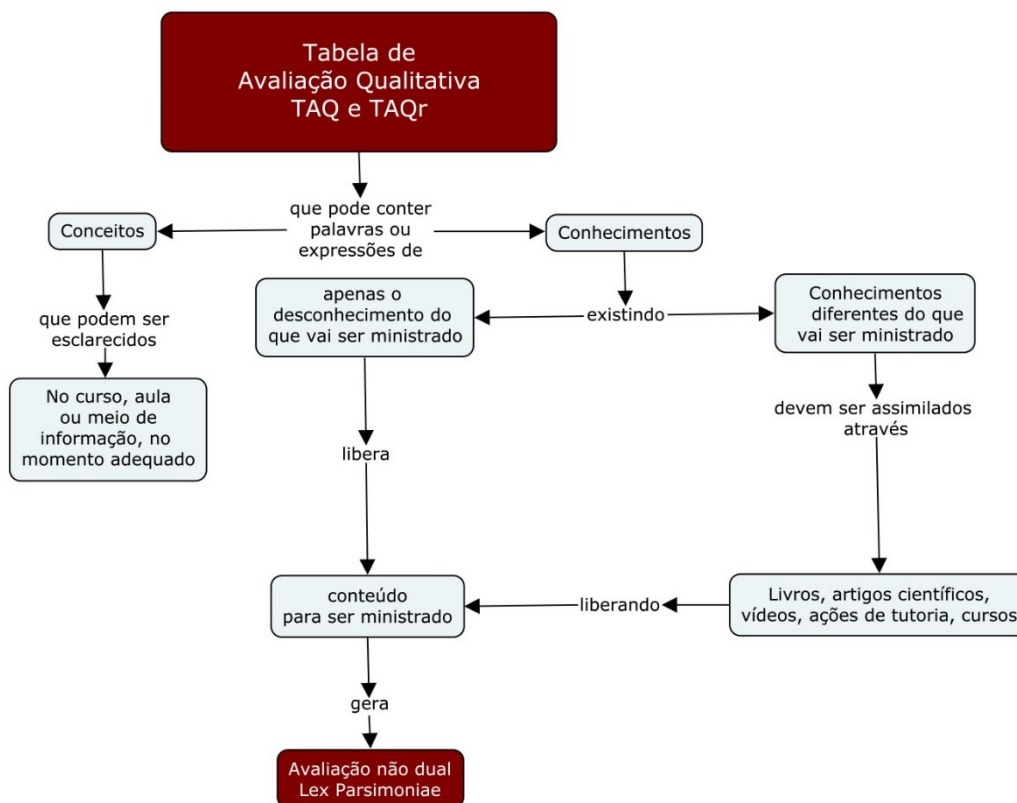 Tabela de
Avaliação Qualitativa
TAQ e TAQr
que pode conter
palavras ou
expressões de
Conceitos
Conhecimentos
que podem ser
esclarecidos
No curso, aula
ou meio de
informação, no
momento adequado
apenas o
desconhecimento do
que vai ser ministrado
existindo
Conhecimentos
diferentes do que
vai ser ministrado
libera
devem ser assimilados
através
conteúdo
para ser ministrado
liberando
Livros, artigos científicos,
vídeos, ações de tutoria, cursos
gera
Avaliação não dual
Lex Parsimoniae